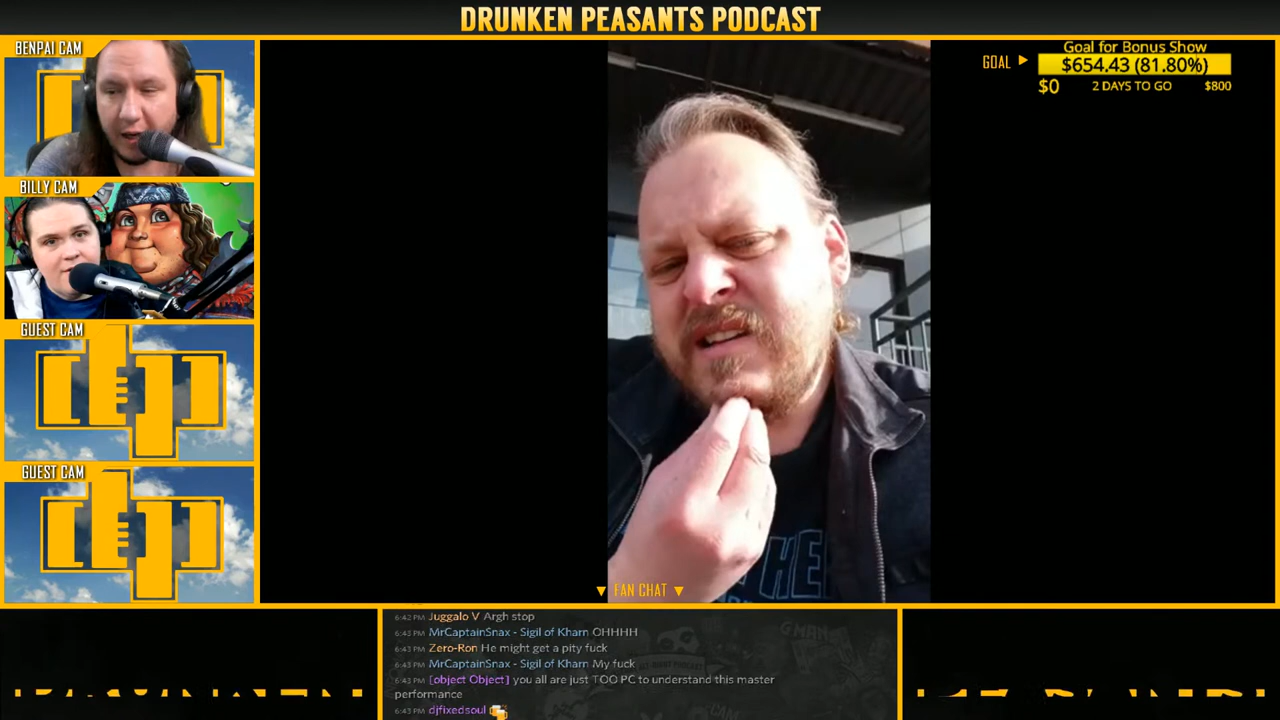 DRUNKEN PEASANTS PODCAST
BENPAI CAM
BILLY CAM
GUEST CAM
GUEST CAM
GOAL
Goal for Bonus Show
$654.43 (81.80%)
$0 2 DAYS TO GO $800
FAN CHAT
6:42 PM Juggalo V Argh stop
6:43 PM MrCaptainSnax - Sigil of Kharn OHHHH
6:43 PM Zero-Ron He might get a pity fuck
6:43 PM MrCaptainSnax - Sigil of Kharn My fuck
6:43 PM [object Object] you all are just TOO PC to understand this master
performance
6:43 PM djfixedsoul